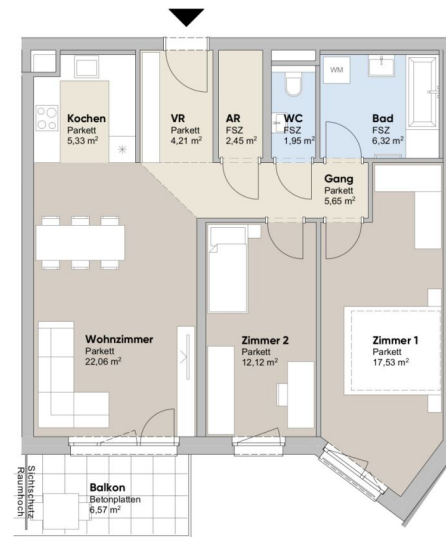 Kochen
Parkett
5,33 m²
VR
Parkett
4,21 m²
AR
FSZ
2,45 m²
WC
FSZ
1,95 m²
WM
Bad
FSZ
6,32 m²
Gang
Parkett
5,65 m²
Wohnzimmer
Parkett
22,06 m²
Zimmer 2
Parkett
12,12 m²
Zimmer 1
Parkett
17,53 m²
Sichtschutz
Raumhoch
Balkon
Betonplatten
6,57 m²